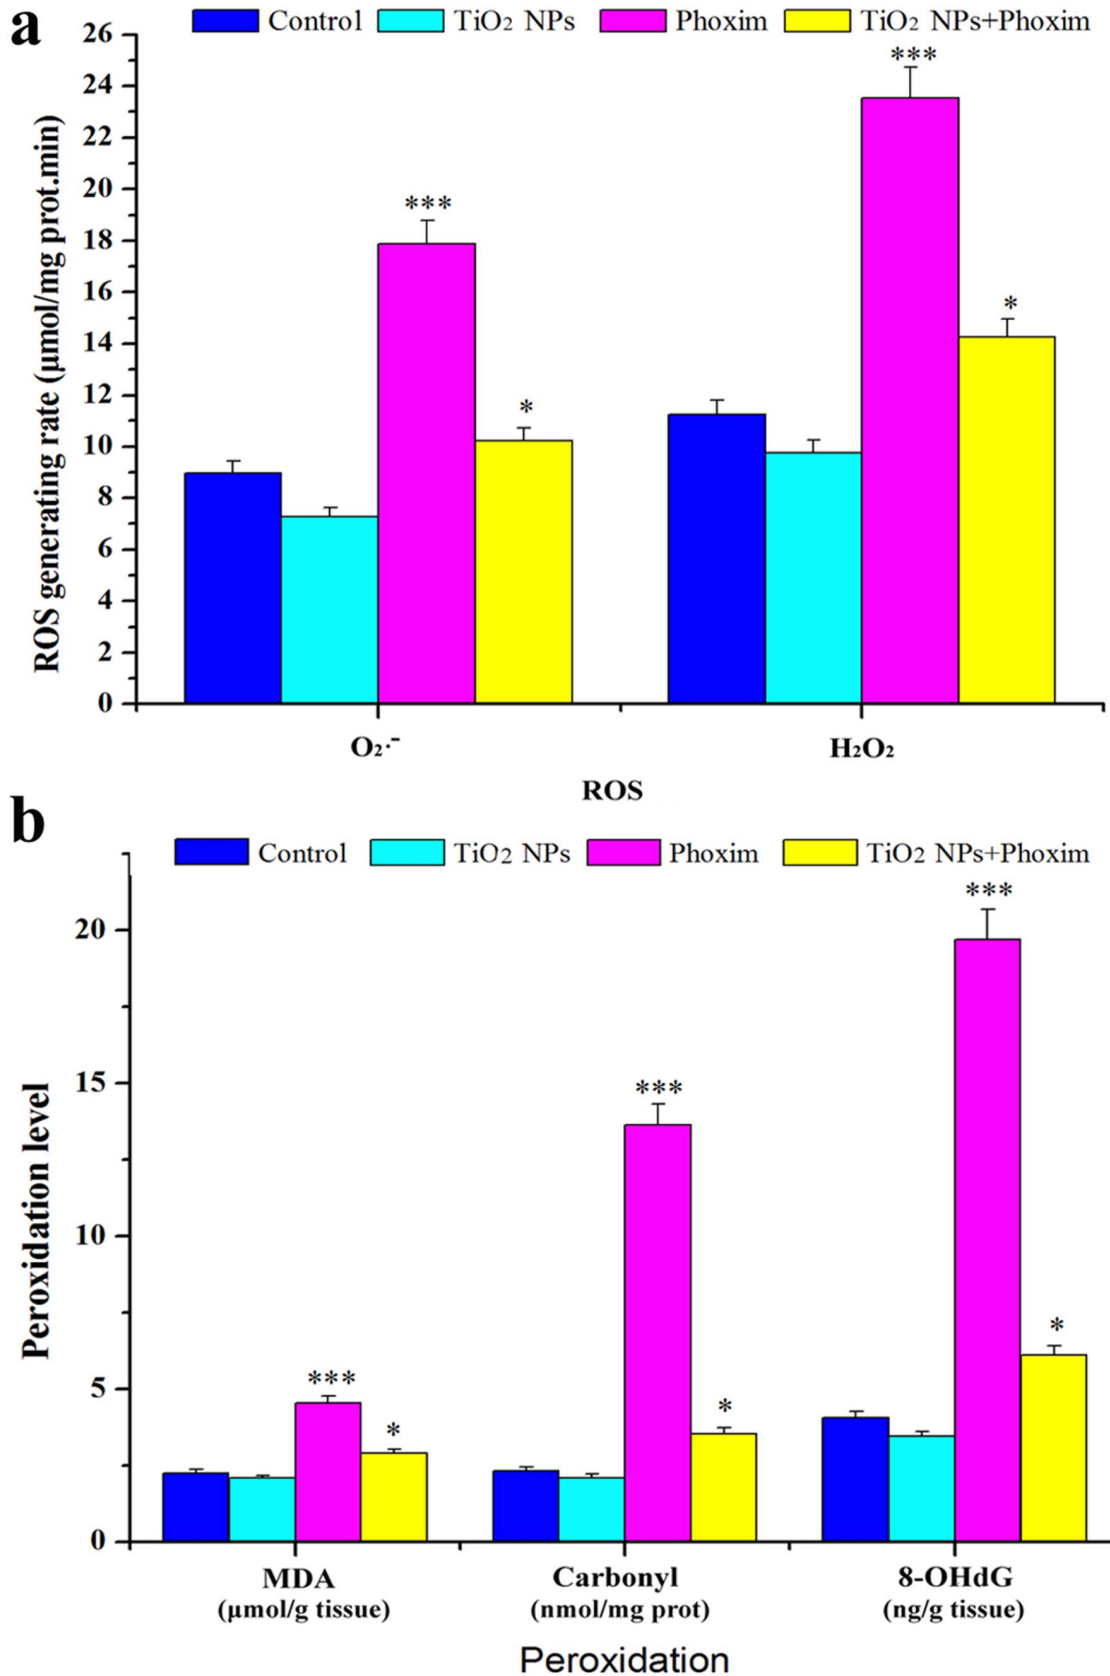 a
Control TiO2 NPs Phoxim TiO2 NPs+Phoxim
ROS generating rate (μmol/mg prot.min)
26
24
22
20
18
16
14
12
10
8
6
4
2
0
***
*
***
*
O2·- H2O2
ROS
b
Control TiO2 NPs Phoxim TiO2 NPs+Phoxim
Peroxidation level
20
15
10
5
0
***
*
***
*
***
*
MDA Carbonyl 8-OHdG
(μmol/g tissue) (nmol/mg prot) (ng/g tissue)
Peroxidation